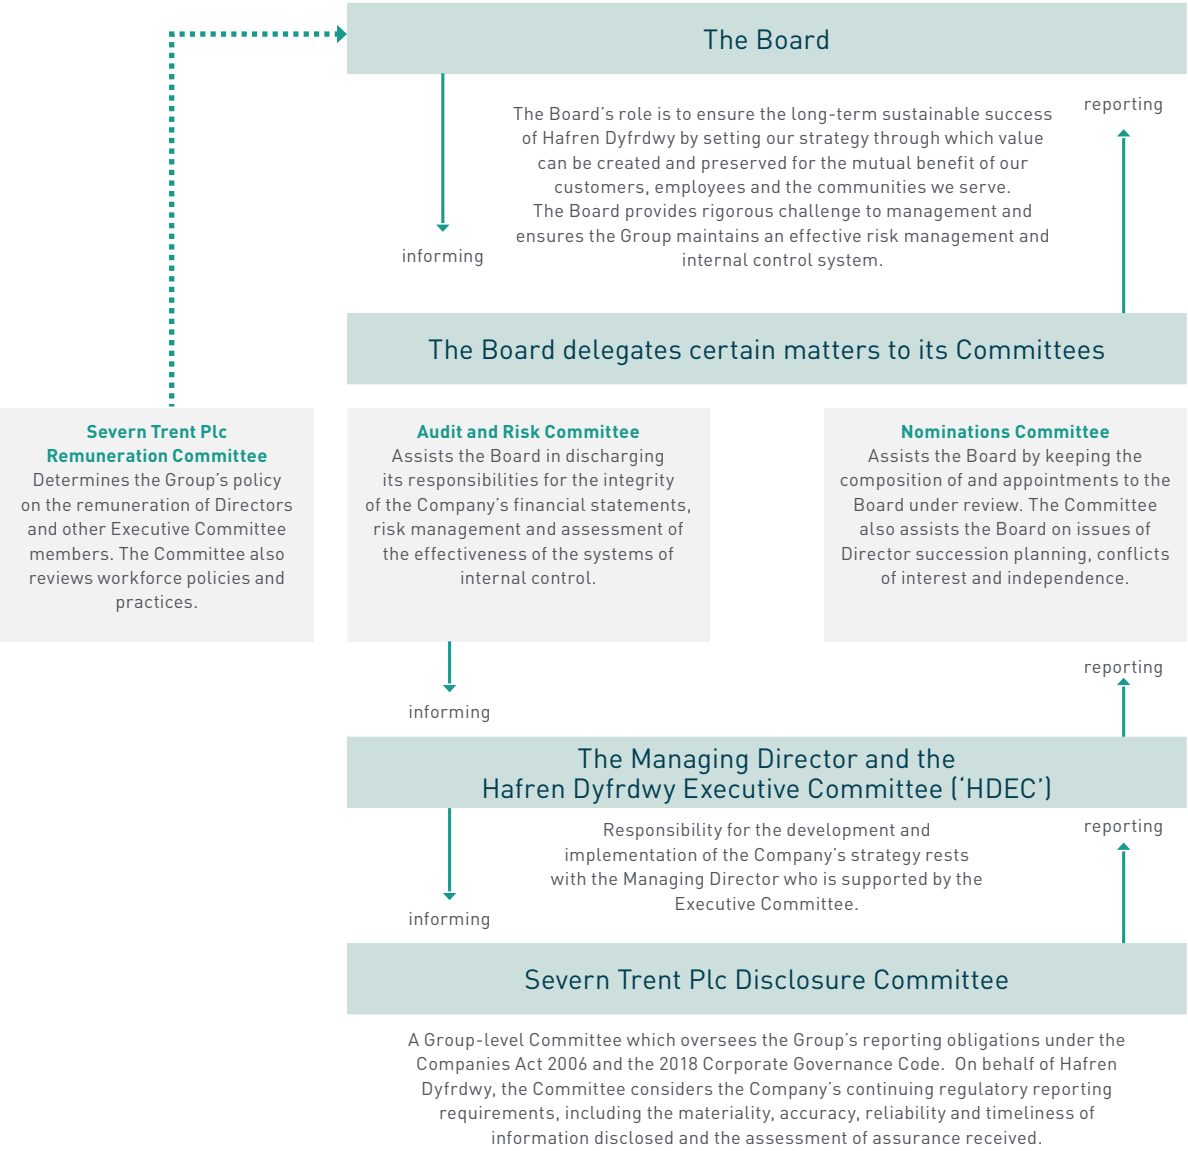 The Board
reporting
The Board’s role is to ensure the long-term sustainable success
of Hafren Dyfrdwy by setting our strategy through which value
can be created and preserved for the mutual benefit of our
customers, employees and the communities we serve.
The Board provides rigorous challenge to management and
ensures the Group maintains an effective risk management and
internal control system.
informing
The Board delegates certain matters to its Committees
Severn Trent Plc
Remuneration Committee
Determines the Group’s policy
on the remuneration of Directors
and other Executive Committee
members. The Committee also
reviews workforce policies and
practices.
Audit and Risk Committee
Assists the Board in discharging
its responsibilities for the integrity
of the Company’s financial statements,
risk management and assessment of
the effectiveness of the systems of
internal control.
Nominations Committee
Assists the Board by keeping the
composition of and appointments to the
Board under review. The Committee
also assists the Board on issues of
Director succession planning, conflicts
of interest and independence.
reporting
informing
The Managing Director and the
Hafren Dyfrdwy Executive Committee (‘HDEC’)
reporting
Responsibility for the development and
implementation of the Company’s strategy rests
with the Managing Director who is supported by the
Executive Committee.
informing
Severn Trent Plc Disclosure Committee
A Group-level Committee which oversees the Group’s reporting obligations under the
Companies Act 2006 and the 2018 Corporate Governance Code.  On behalf of Hafren
Dyfrdwy, the Committee considers the Company’s continuing regulatory reporting
requirements, including the materiality, accuracy, reliability and timeliness of
information disclosed and the assessment of assurance received.